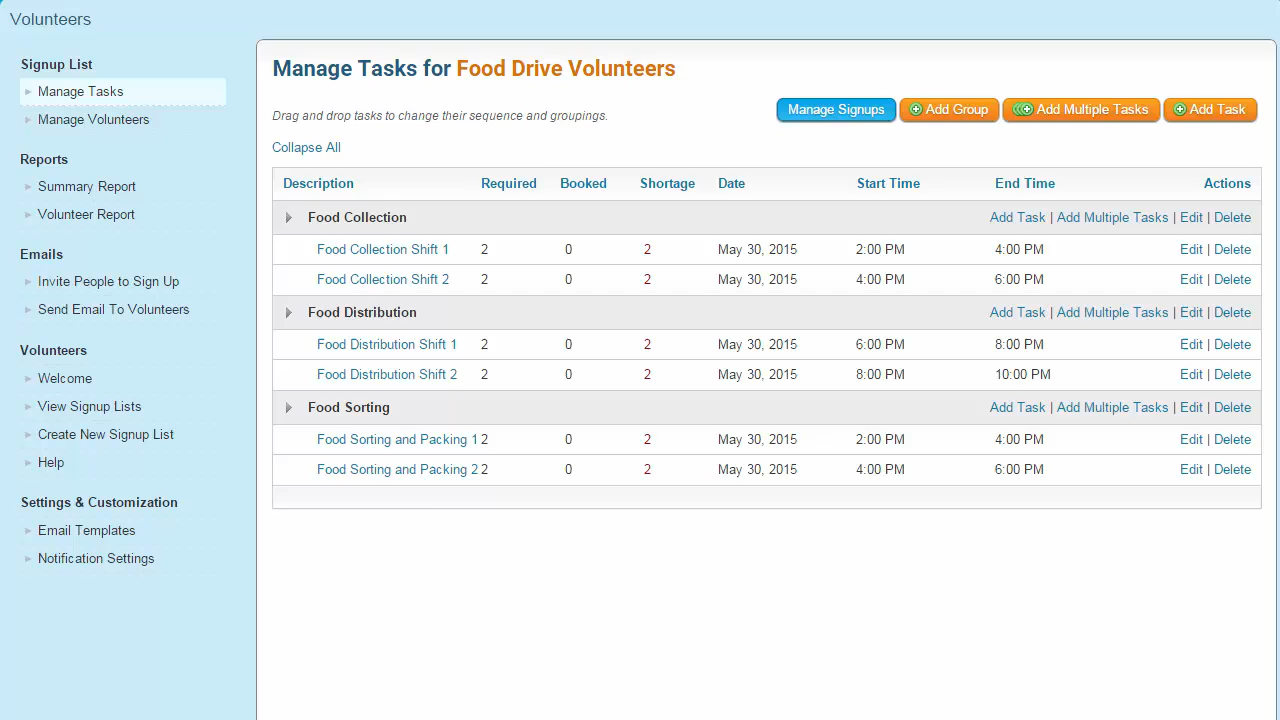 Volunteers
Signup List
Manage Tasks
Manage Volunteers
Reports
Summary Report
Volunteer Report
Emails
Invite People to Sign Up
Send Email To Volunteers
Volunteers
Welcome
View Signup Lists
Create New Signup List
Help
Settings & Customization
Email Templates
Notification Settings
Manage Tasks for Food Drive Volunteers
Drag and drop tasks to change their sequence and groupings.
Manage Signups Add Group Add Multiple Tasks Add Task
Collapse All
Description Required Booked Shortage Date Start Time End Time Actions
Food Collection Add Task | Add Multiple Tasks | Edit | Delete
Food Collection Shift 1 2 0 2 May 30, 2015 2:00 PM 4:00 PM Edit | Delete
Food Collection Shift 2 2 0 2 May 30, 2015 4:00 PM 6:00 PM Edit | Delete
Food Distribution Add Task | Add Multiple Tasks | Edit | Delete
Food Distribution Shift 1 2 0 2 May 30, 2015 6:00 PM 8:00 PM Edit | Delete
Food Distribution Shift 2 2 0 2 May 30, 2015 8:00 PM 10:00 PM Edit | Delete
Food Sorting Add Task | Add Multiple Tasks | Edit | Delete
Food Sorting and Packing 1 2 0 2 May 30, 2015 2:00 PM 4:00 PM Edit | Delete
Food Sorting and Packing 2 2 0 2 May 30, 2015 4:00 PM 6:00 PM Edit | Delete